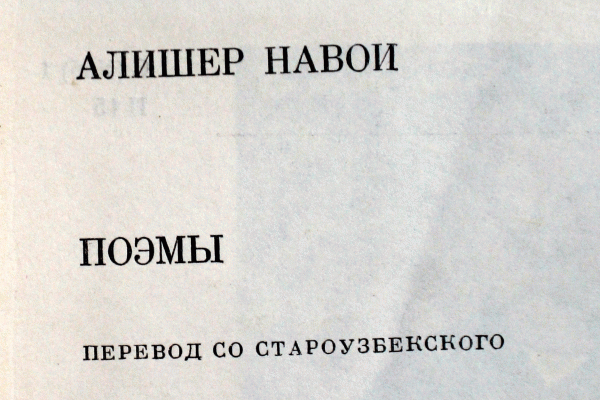 АЛИШЕР НАВОИ
ПОЭМЫ
ПЕРЕВОД СО СТАРОУЗБЕКСКОГО